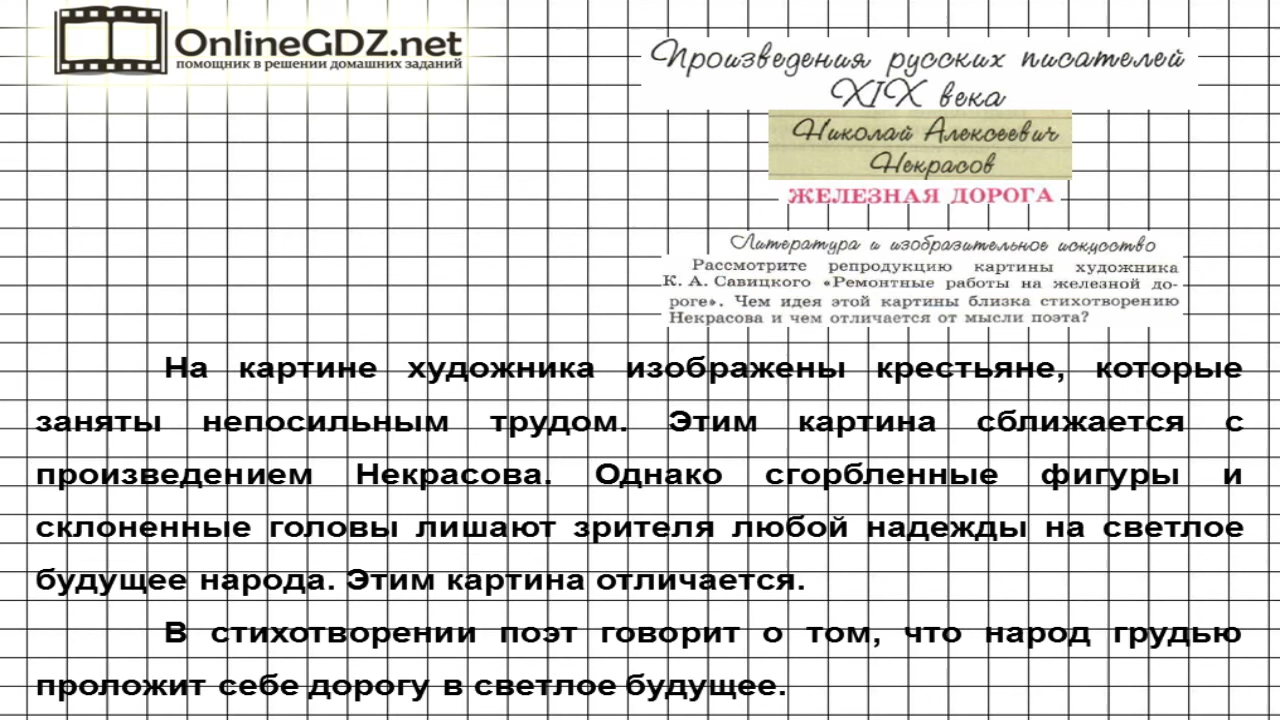 OnlineGDZ.net
помощник в решении домашних заданий
Произведения русских писателей
XIX века
Николай Алексеевич
Некрасов
ЖЕЛЕЗНАЯ ДОРОГА
Литература и изобразительное искусство
Рассмотрите репродукцию картины художника
К. А. Савицкого «Ремонтные работы на железной до-
роге». Чем идея этой картины близка стихотворению
Некрасова и чем отличается от мысли поэта?
На картине художника изображены крестьяне, которые
заняты непосильным трудом. Этим картина сближается с
произведением Некрасова. Однако сгорбленные фигуры и
склоненные головы лишают зрителя любой надежды на светлое
будущее народа. Этим картина отличается.
В стихотворении поэт говорит о том, что народ грудью
проложит себе дорогу в светлое будущее.